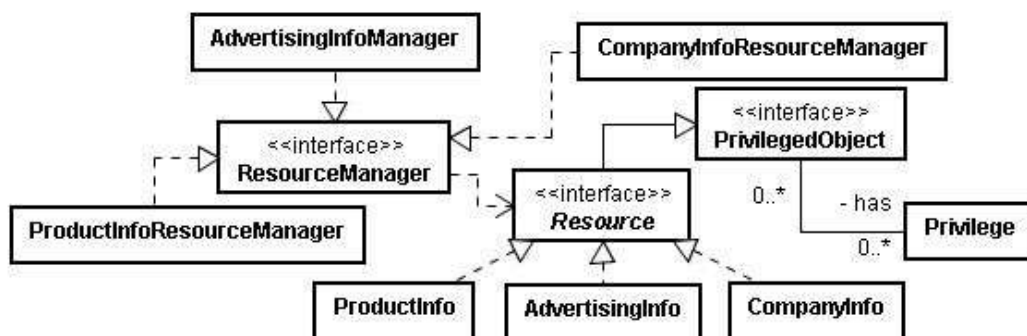 AdvertisingInfoManager
CompanyInfoResourceManager
<<interface>>
PrivilegedObject
<<interface>>
ResourceManager
<<interface>>
Resource
0..*
- has
0..*
Privilege
ProductInfoResourceManager
ProductInfo
AdvertisingInfo
CompanyInfo